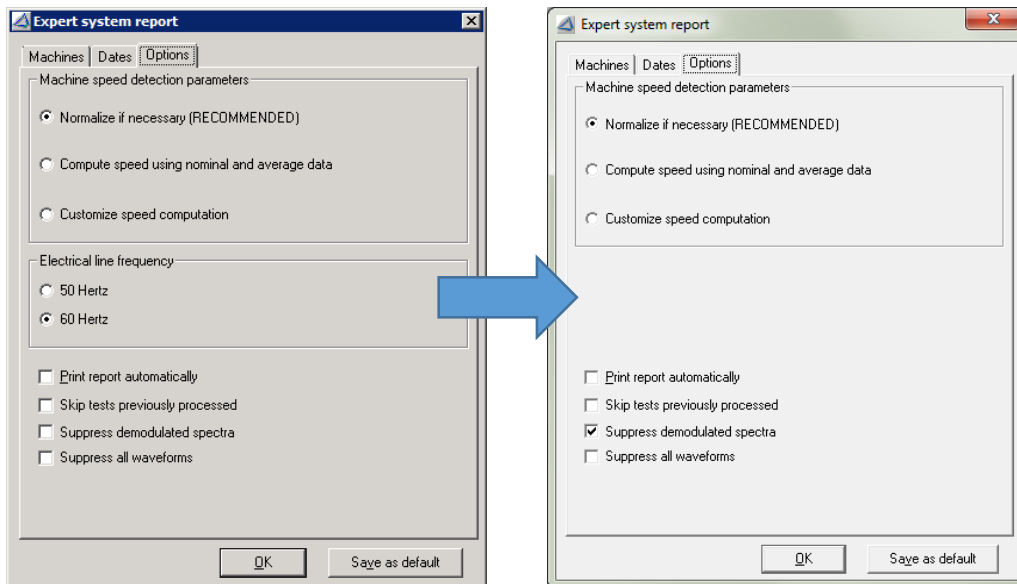 Expert system report
Machines Dates Options
Machine speed detection parameters
Normalize if necessary (RECOMMENDED)
Compute speed using nominal and average data
Customize speed computation
Electrical line frequency
50 Hertz
60 Hertz
Print report automatically
Skip tests previously processed
Suppress demodulated spectra
Suppress all waveforms
OK Save as default
Expert system report
Machines Dates Options
Machine speed detection parameters
Normalize if necessary (RECOMMENDED)
Compute speed using nominal and average data
Customize speed computation
Print report automatically
Skip tests previously processed
Suppress demodulated spectra
Suppress all waveforms
OK Save as default